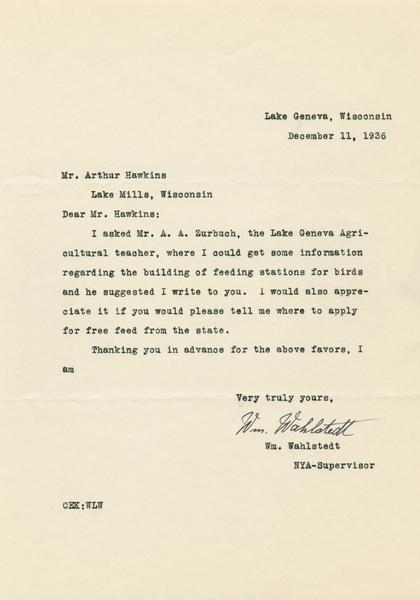 Lake Geneva, Wisconsin
December 11, 1936
Mr. Arthur Hawkins
Lake Mills, Wisconsin
Dear Mr. Hawkins:
I asked Mr. A. A. Zurbuch, the Lake Geneva Agri-
cultural teacher, where I could get some information
regarding the building of feeding stations for birds
and he suggested I write to you. I would also appre-
ciate it if you would please tell me where to apply
for free feed from the state.
Thanking you in advance for the above favors, I
am
Very truly yours,
Wm. Wahlstedt
Wm. Wahlstedt
NYA-Supervisor
CEK:WLW